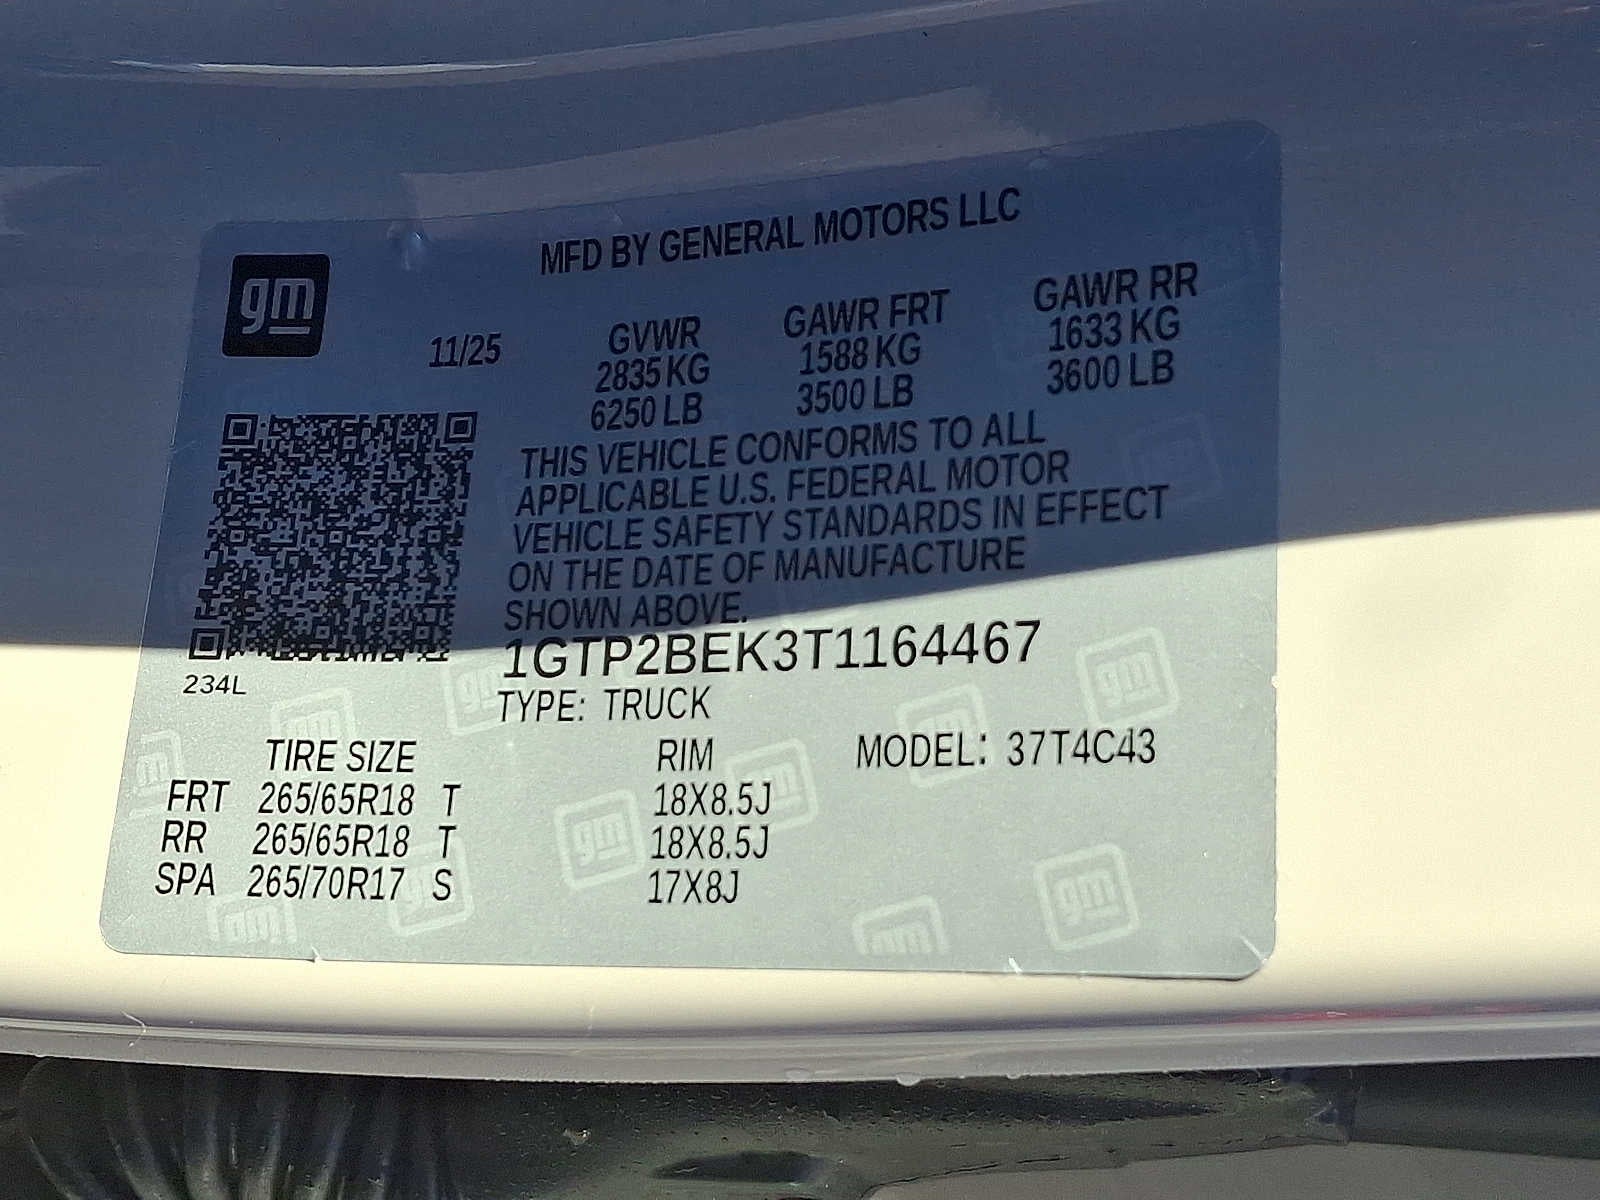 MFD BY GENERAL MOTORS LLC
gm
11/25
GVWR GAWR FRT GAWR RR
2835 KG 1588 KG 1633 KG
6250 LB 3500 LB 3600 LB
THIS VEHICLE CONFORMS TO ALL
APPLICABLE U.S. FEDERAL MOTOR
VEHICLE SAFETY STANDARDS IN EFFECT
ON THE DATE OF MANUFACTURE
SHOWN ABOVE.
1GTP2BEK3T1164467
234L
TYPE: TRUCK
TIRE SIZE RIM MODEL: 37T4C43
FRT 265/65R18 T 18X8.5J
RR 265/65R18 T 18X8.5J
SPA 265/70R17 S 17X8J